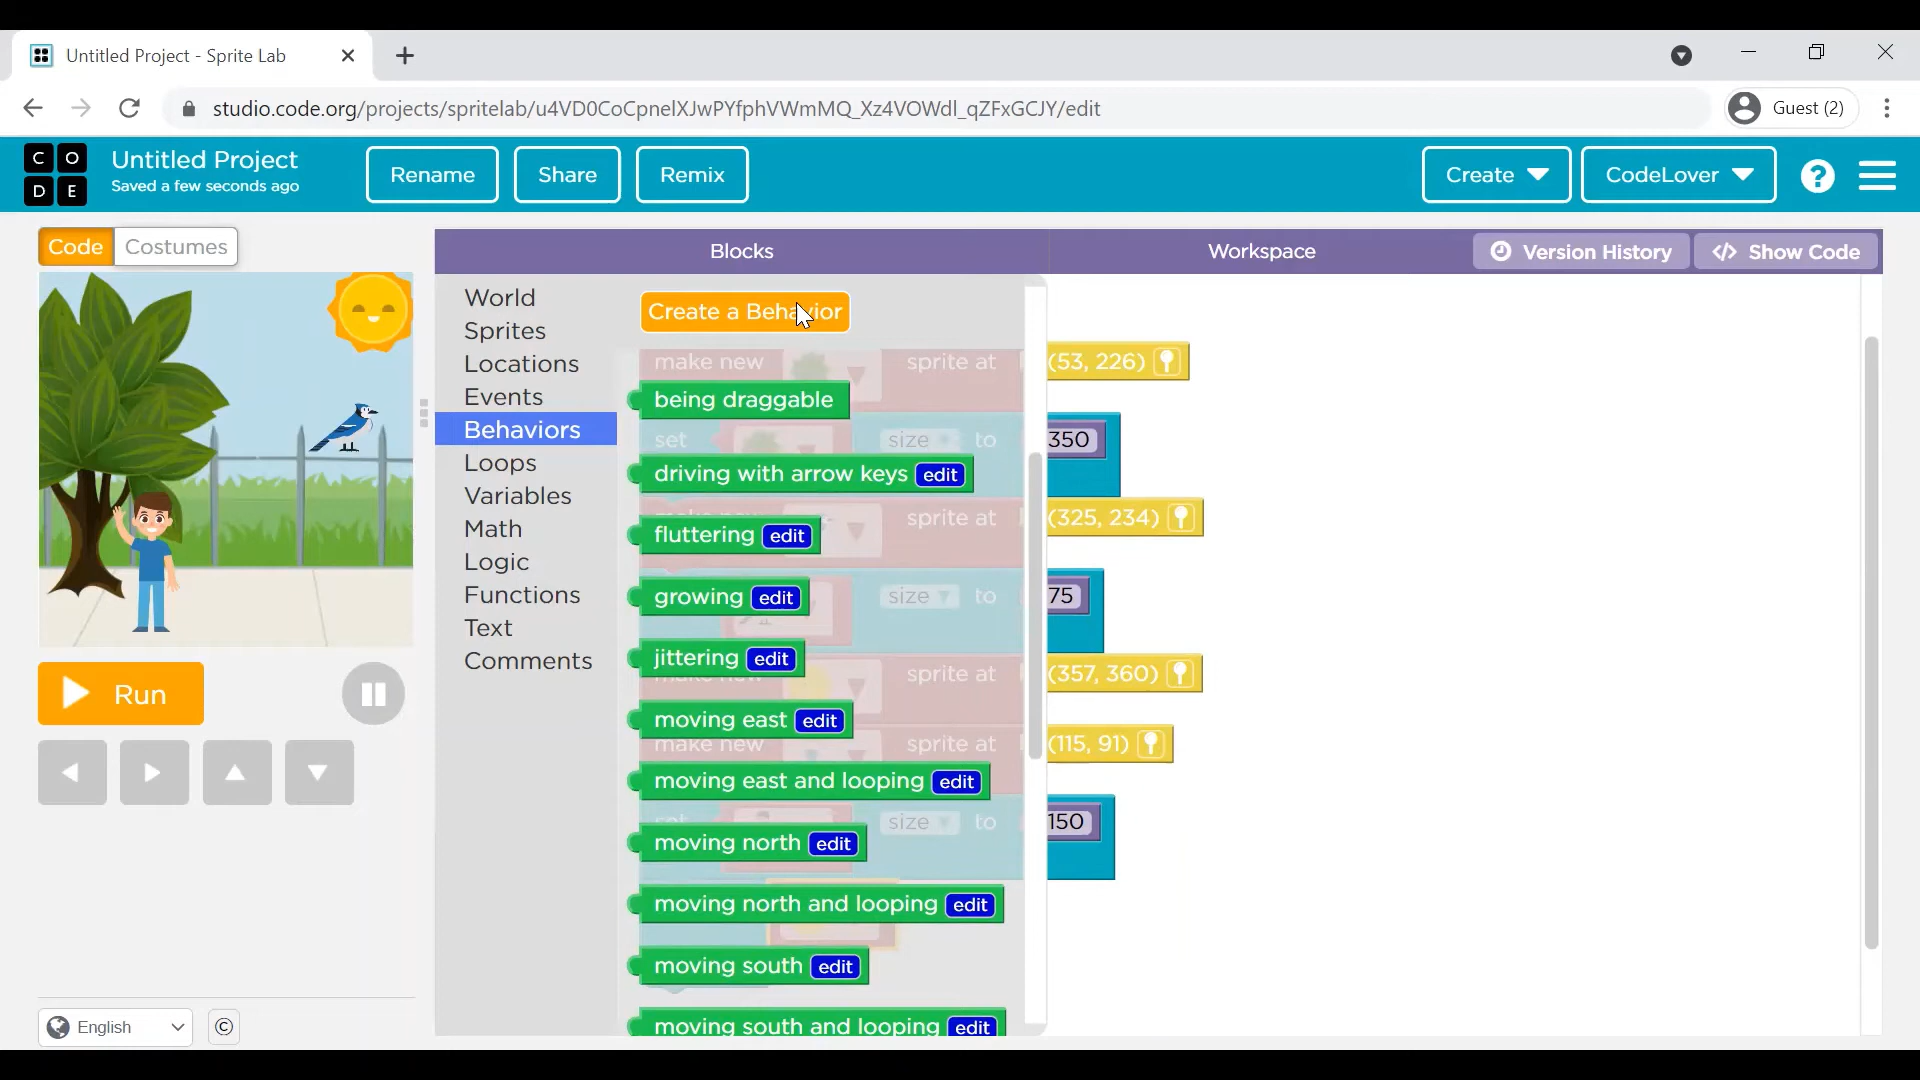 Untitled Project - Sprite Lab
studio.code.org/projects/spritelab/u4VD0CoCpnelXJwPYfphVWmMQ_Xz4VOWdl_qZFxGCJY/edit
Guest (2)
C O
D E
Untitled Project
Saved a few seconds ago
Rename
Share
Remix
Create
CodeLover
?
Code
Costumes
Blocks
Workspace
Version History
</> Show Code
World
Sprites
Locations
Events
Behaviors
Loops
Variables
Math
Logic
Functions
Text
Comments
Create a Behavior
make new sprite at (53, 226)
being draggable
set size to 350
driving with arrow keys edit
sprite at (325, 234)
fluttering edit
growing edit
size to 75
jittering edit
sprite at (357, 360)
moving east edit
make new sprite at (115, 91)
moving east and looping edit
size to 150
moving north edit
moving north and looping edit
moving south edit
moving south and looping edit
Run
English
©